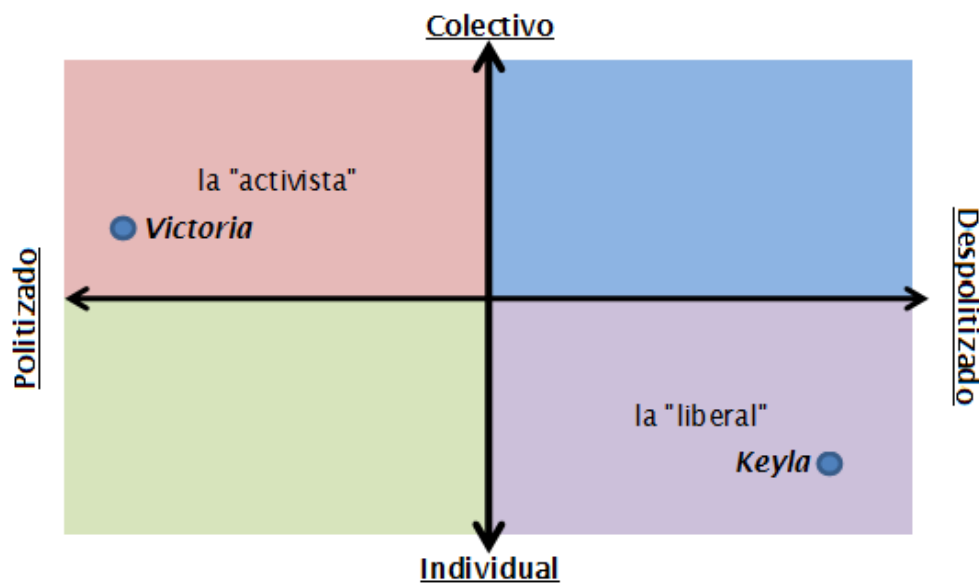 Colectivo
la "activista"
Victoria
Politizado
Despolitizado
la "liberal"
Keyla
Individual